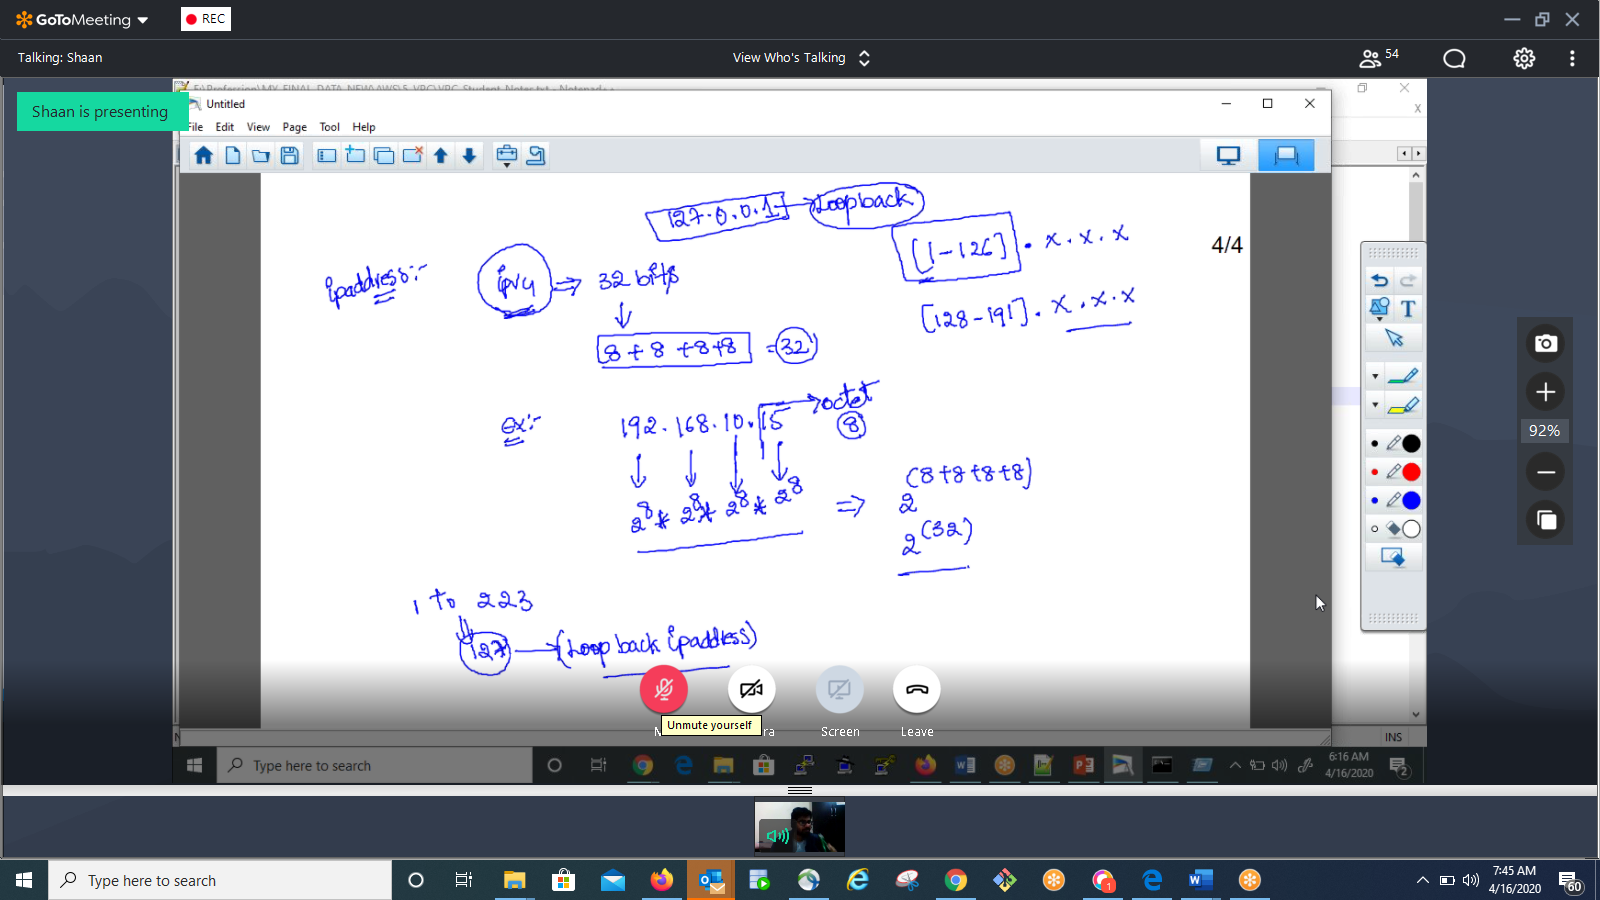 GoToMeeting
REC
Talking: Shaan
View Who's Talking
54
Shaan is presenting
Untitled
File Edit View Page Tool Help
127.0.0.1 Loopback
[1-126] . x . x . x
4/4
ipaddress:-
ipv4 => 32 bits
[128-191] . x . x . x
8+8+8+8 = 32
octet
ex:- 192.168.10.15
8
92%
2^8 * 2^8 * 2^8 * 2^8 => 2^(8+8+8+8)
2^(32)
1 to 223
127 (Loopback ipaddress)
Unmute yourself
Screen
Leave
INS
Type here to search
6:16 AM
4/16/2020
2
Type here to search
1
7:45 AM
4/16/2020
60